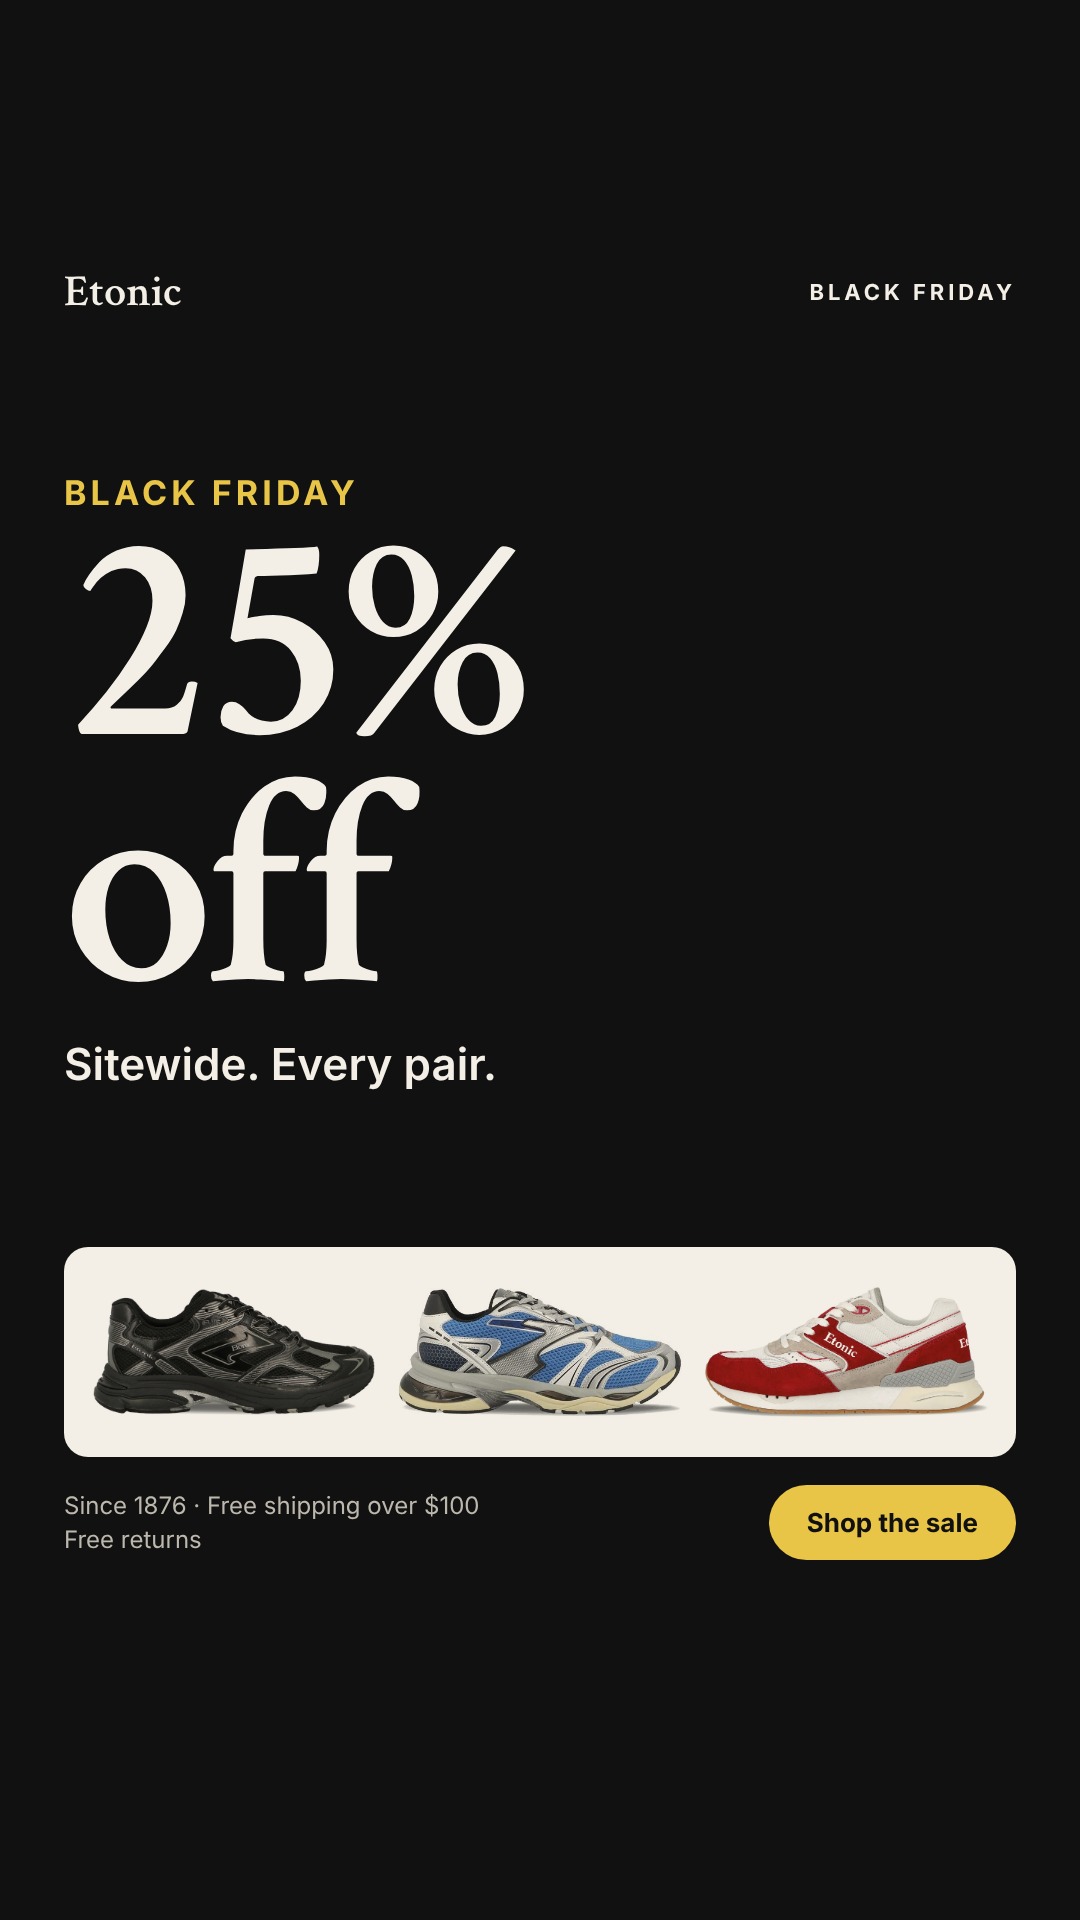 Etonic
BLACK FRIDAY
BLACK FRIDAY
25%
off
Sitewide. Every pair.
Etonic
Since 1876 · Free shipping over $100
Free returns
Shop the sale